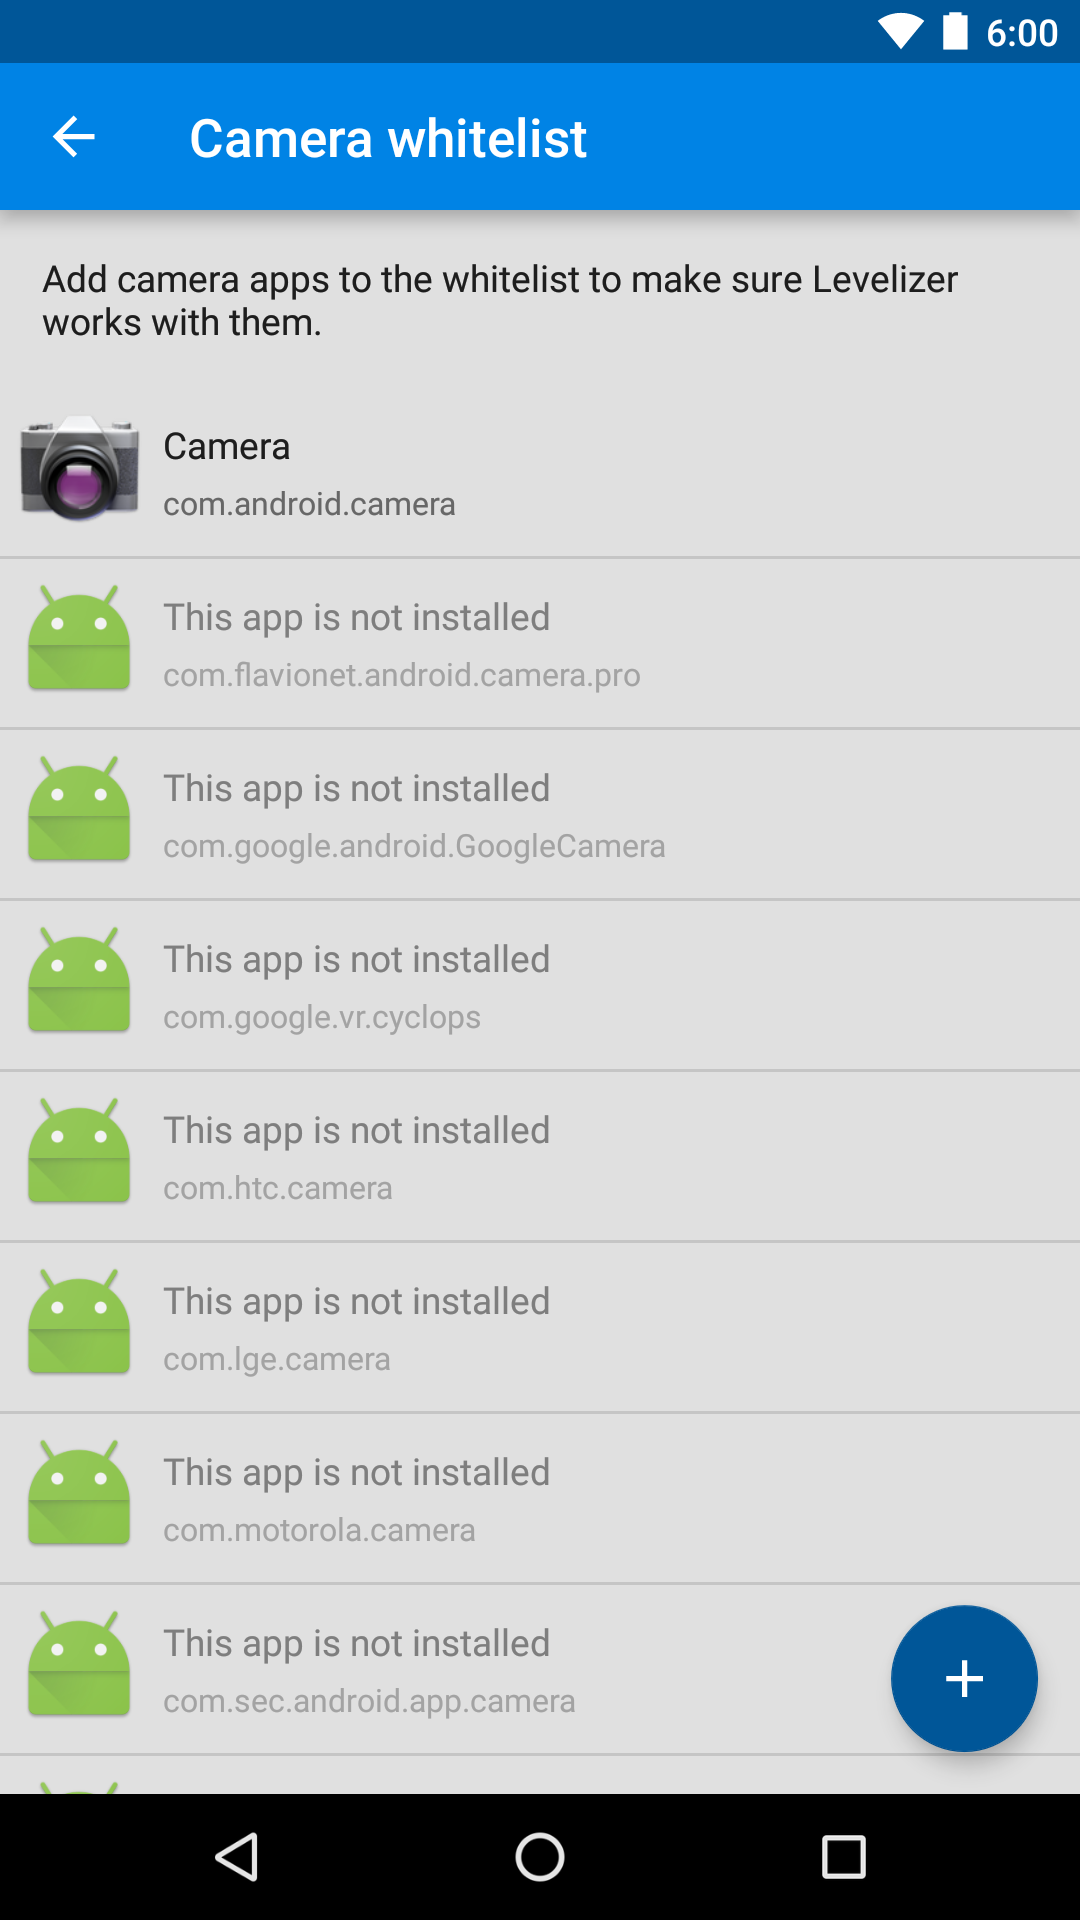 6:00
Camera whitelist
Add camera apps to the whitelist to make sure Levelizer
works with them.
Camera
com.android.camera
This app is not installed
com.flavionet.android.camera.pro
This app is not installed
com.google.android.GoogleCamera
This app is not installed
com.google.vr.cyclops
This app is not installed
com.htc.camera
This app is not installed
com.lge.camera
This app is not installed
com.motorola.camera
This app is not installed
com.sec.android.app.camera